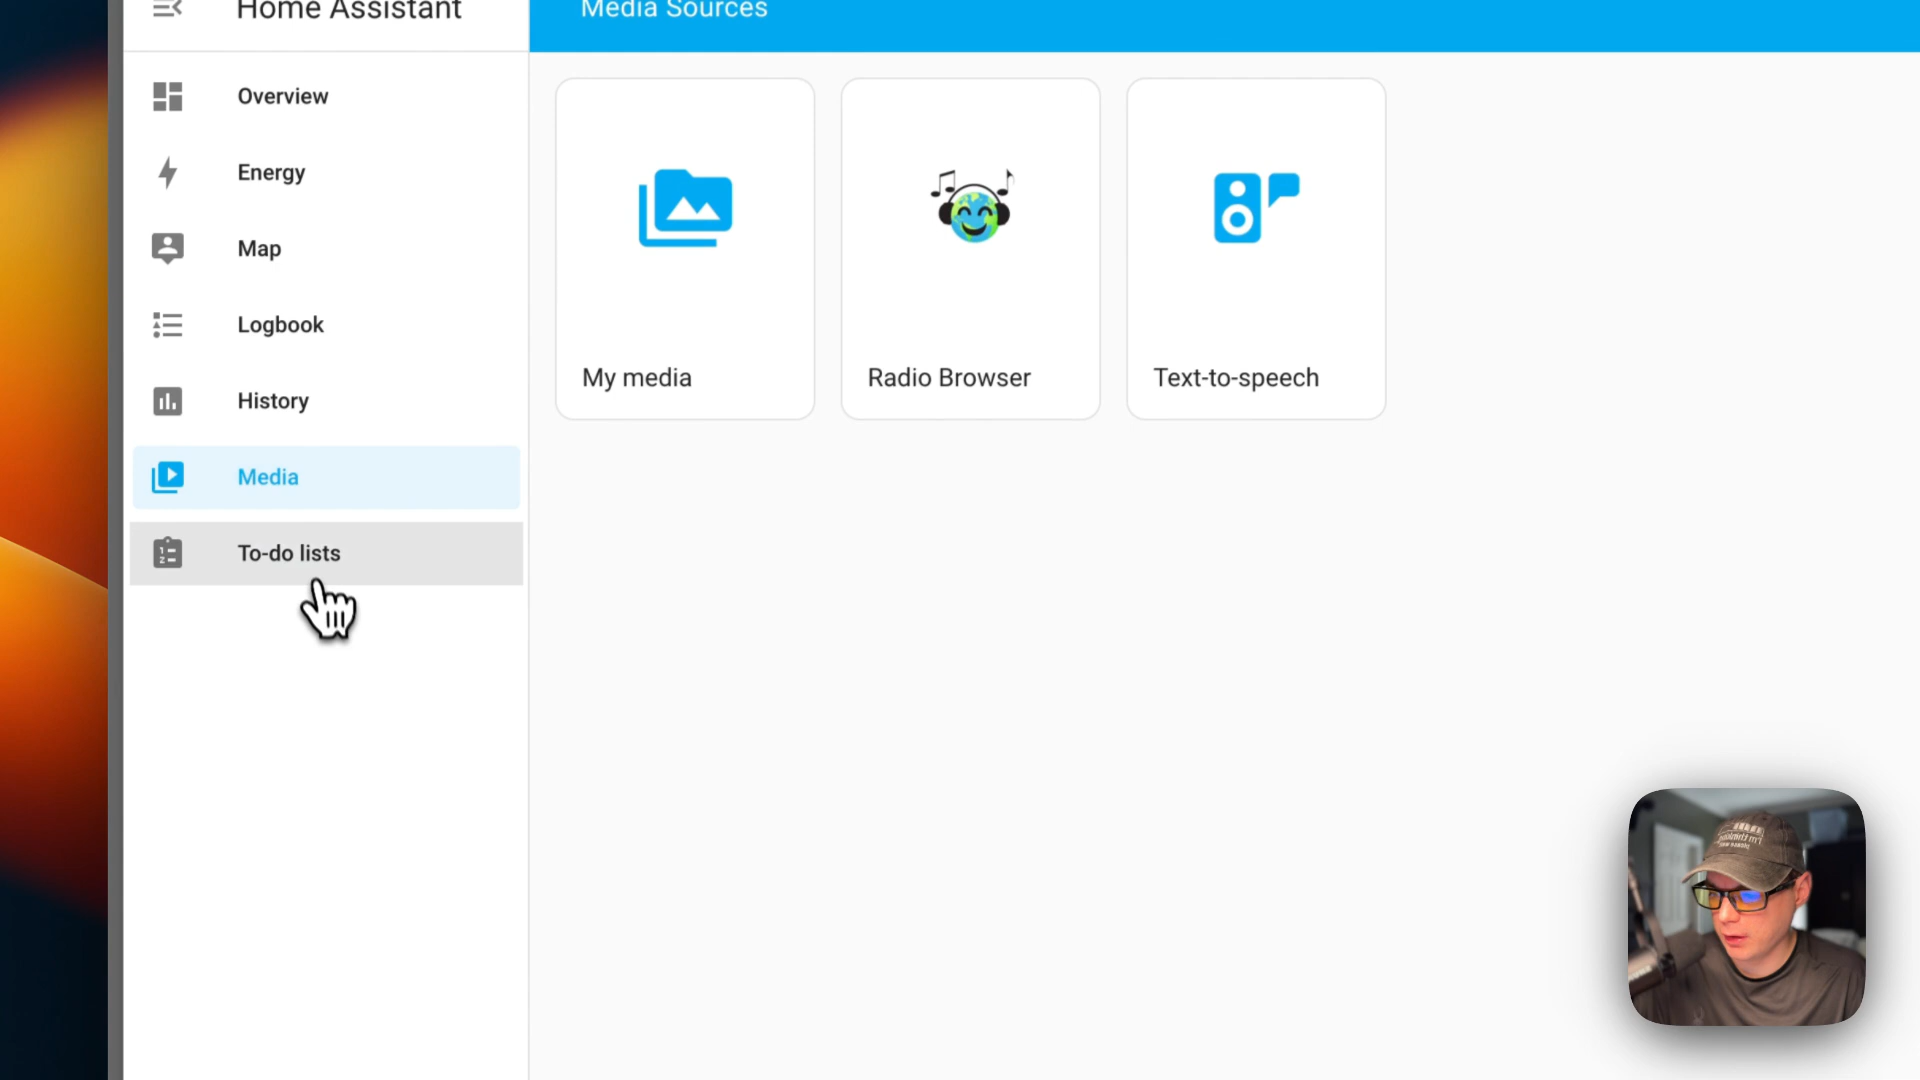 Home Assistant
Media Sources
Overview
Energy
Map
Logbook
History
Media
To-do lists
My media
Radio Browser
Text-to-speech